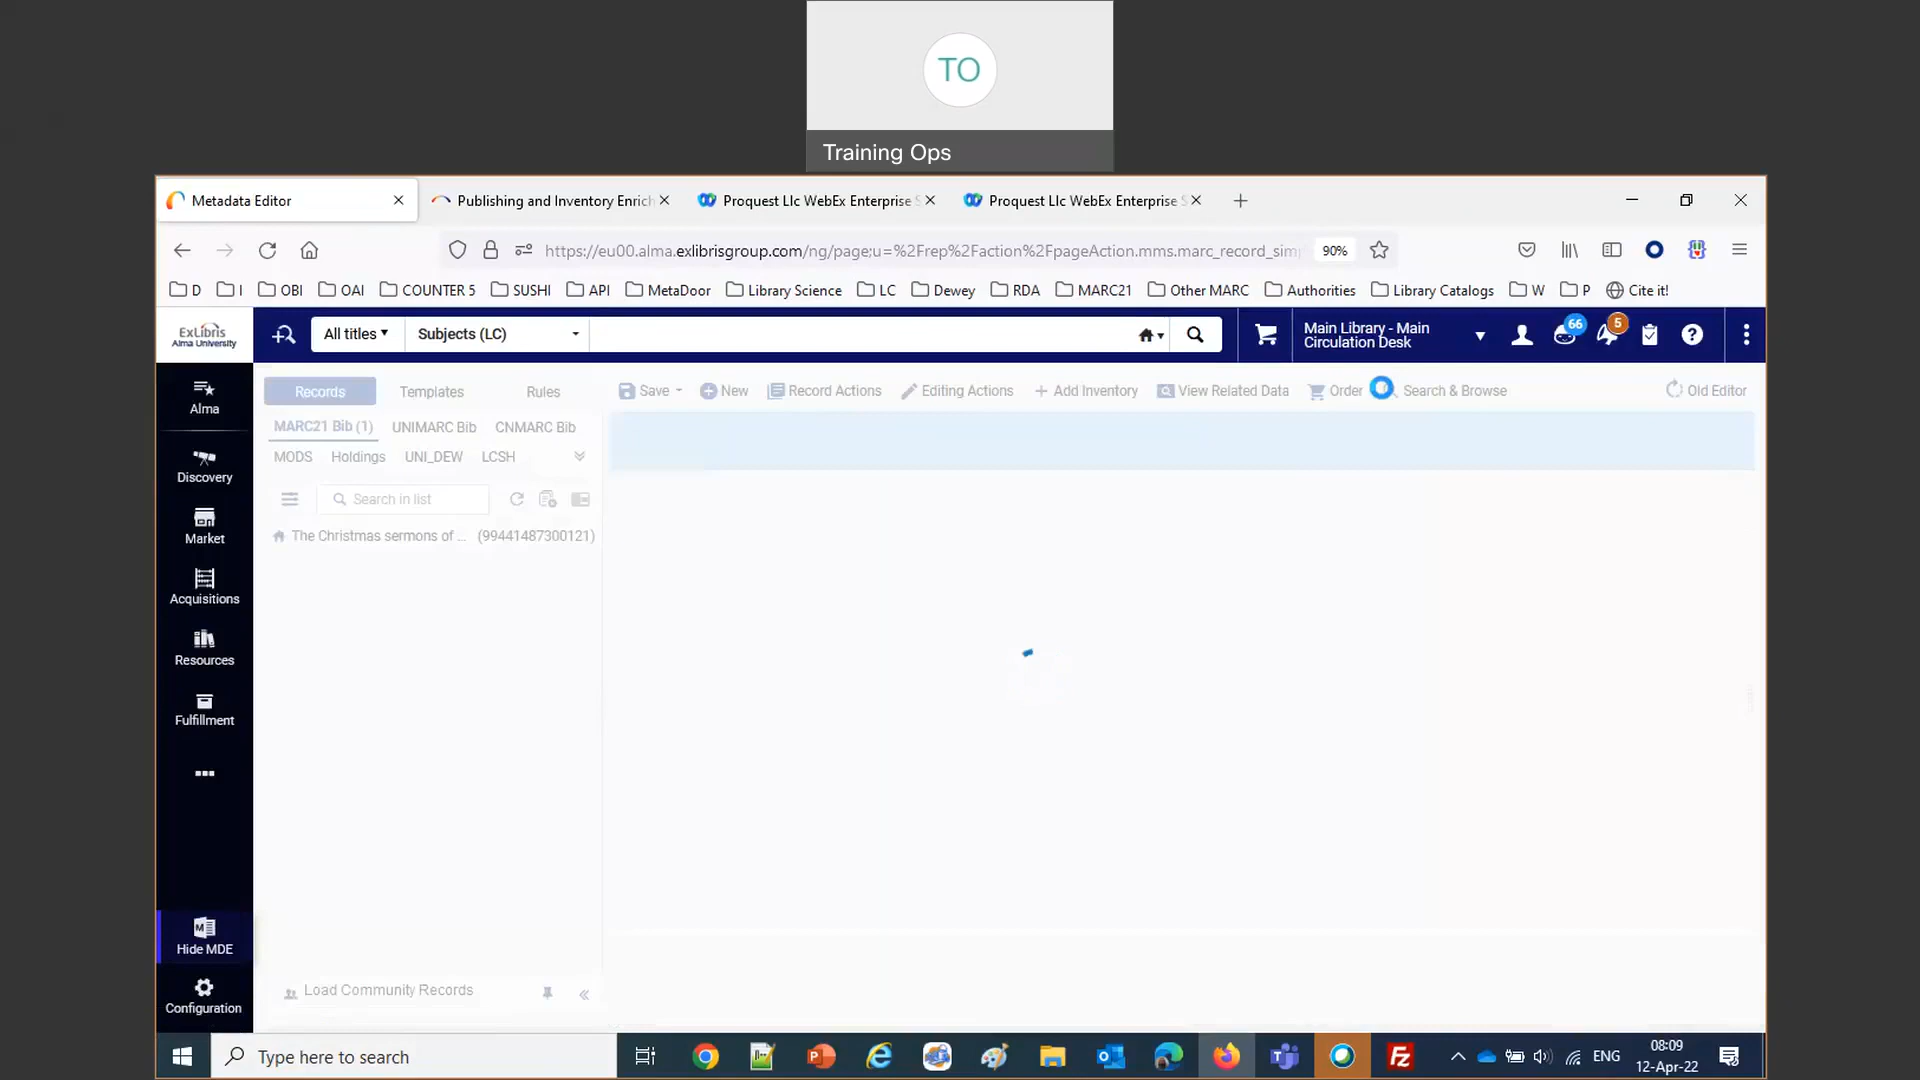 TO
Training Ops
Metadata Editor
Publishing and Inventory Enrich
Proquest Llc WebEx Enterprise S
Proquest Llc WebEx Enterprise S
https://eu00.alma.exlibrisgroup.com/ng/page;u=%2Frep%2Faction%2FpageAction.mms.marc_record_simp
90%
D
I
OBI
OAI
COUNTER 5
SUSHI
API
MetaDoor
Library Science
LC
Dewey
RDA
MARC21
Other MARC
Authorities
Library Catalogs
W
P
Cite it!
ExLibris
Alma University
All titles
Subjects (LC)
Main Library - Main
Circulation Desk
66
5
Alma
Discovery
Market
Acquisitions
Resources
Fulfillment
Hide MDE
Configuration
Records
Templates
Rules
Save
New
Record Actions
Editing Actions
Add Inventory
View Related Data
Order
Search & Browse
Old Editor
MARC21 Bib (1)
UNIMARC Bib
CNMARC Bib
MODS
Holdings
UNI_DEW
LCSH
Search in list
The Christmas sermons of ... (99441487300121)
Load Community Records
Type here to search
ENG
08:09
12-Apr-22